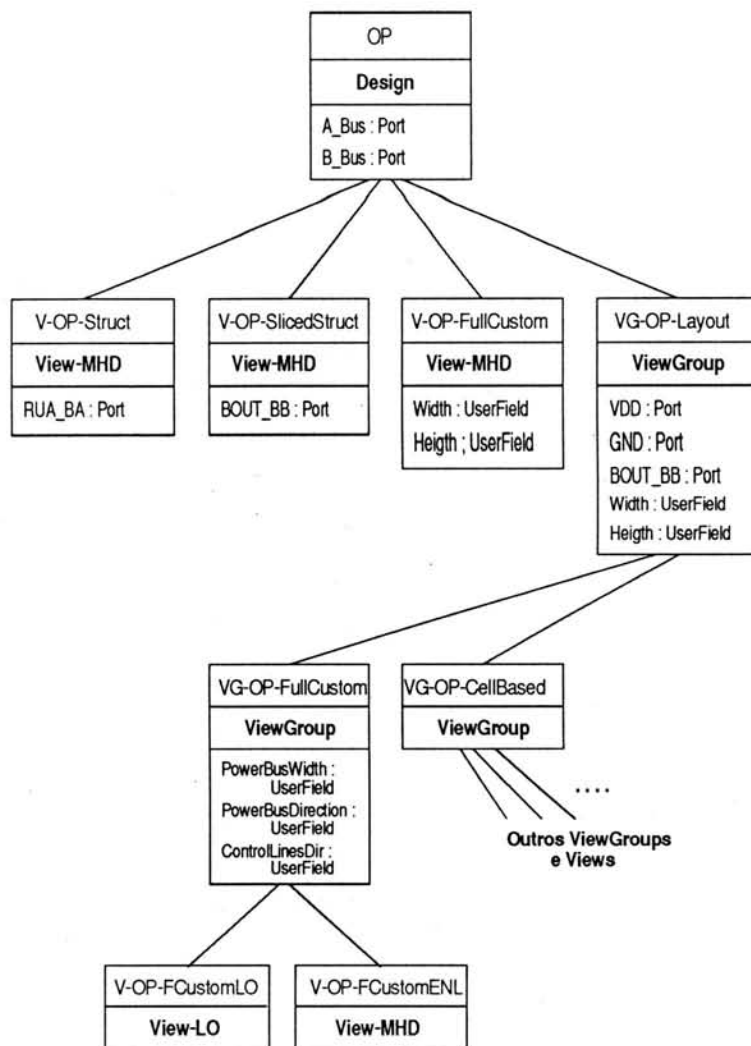 OP
Design
A_Bus : Port
B_Bus : Port
V-OP-Struct
View-MHD
RUA_BA : Port
V-OP-SlicedStruct
View-MHD
BOUT_BB : Port
V-OP-FullCustom
View-MHD
Width : UserField
Heigth ; UserField
VG-OP-Layout
ViewGroup
VDD : Port
GND : Port
BOUT_BB : Port
Width : UserField
Heigth : UserField
VG-OP-FullCustom
ViewGroup
PowerBusWidth :
UserField
PowerBusDirection :
UserField
ControlLinesDir :
UserField
VG-OP-CellBased
ViewGroup
....
Outros ViewGroups
e Views
V-OP-FCustomLO
View-LO
V-OP-FCustomENL
View-MHD